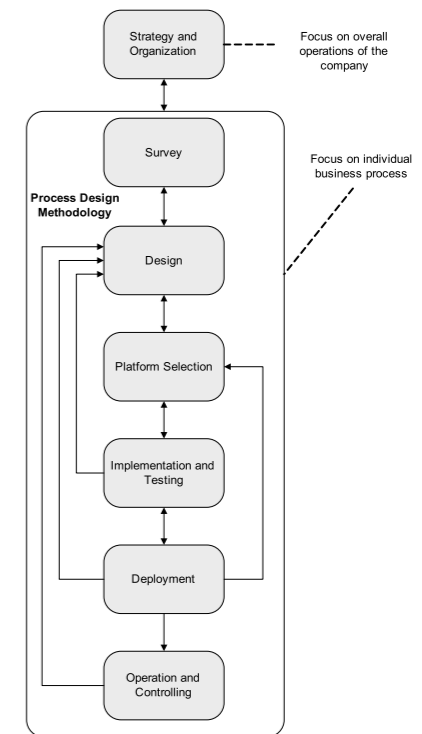 Strategy and
Organization
Focus on overall
operations of the
company
Survey
Focus on individual
business process
Process Design
Methodology
Design
Platform Selection
Implementation and
Testing
Deployment
Operation and
Controlling